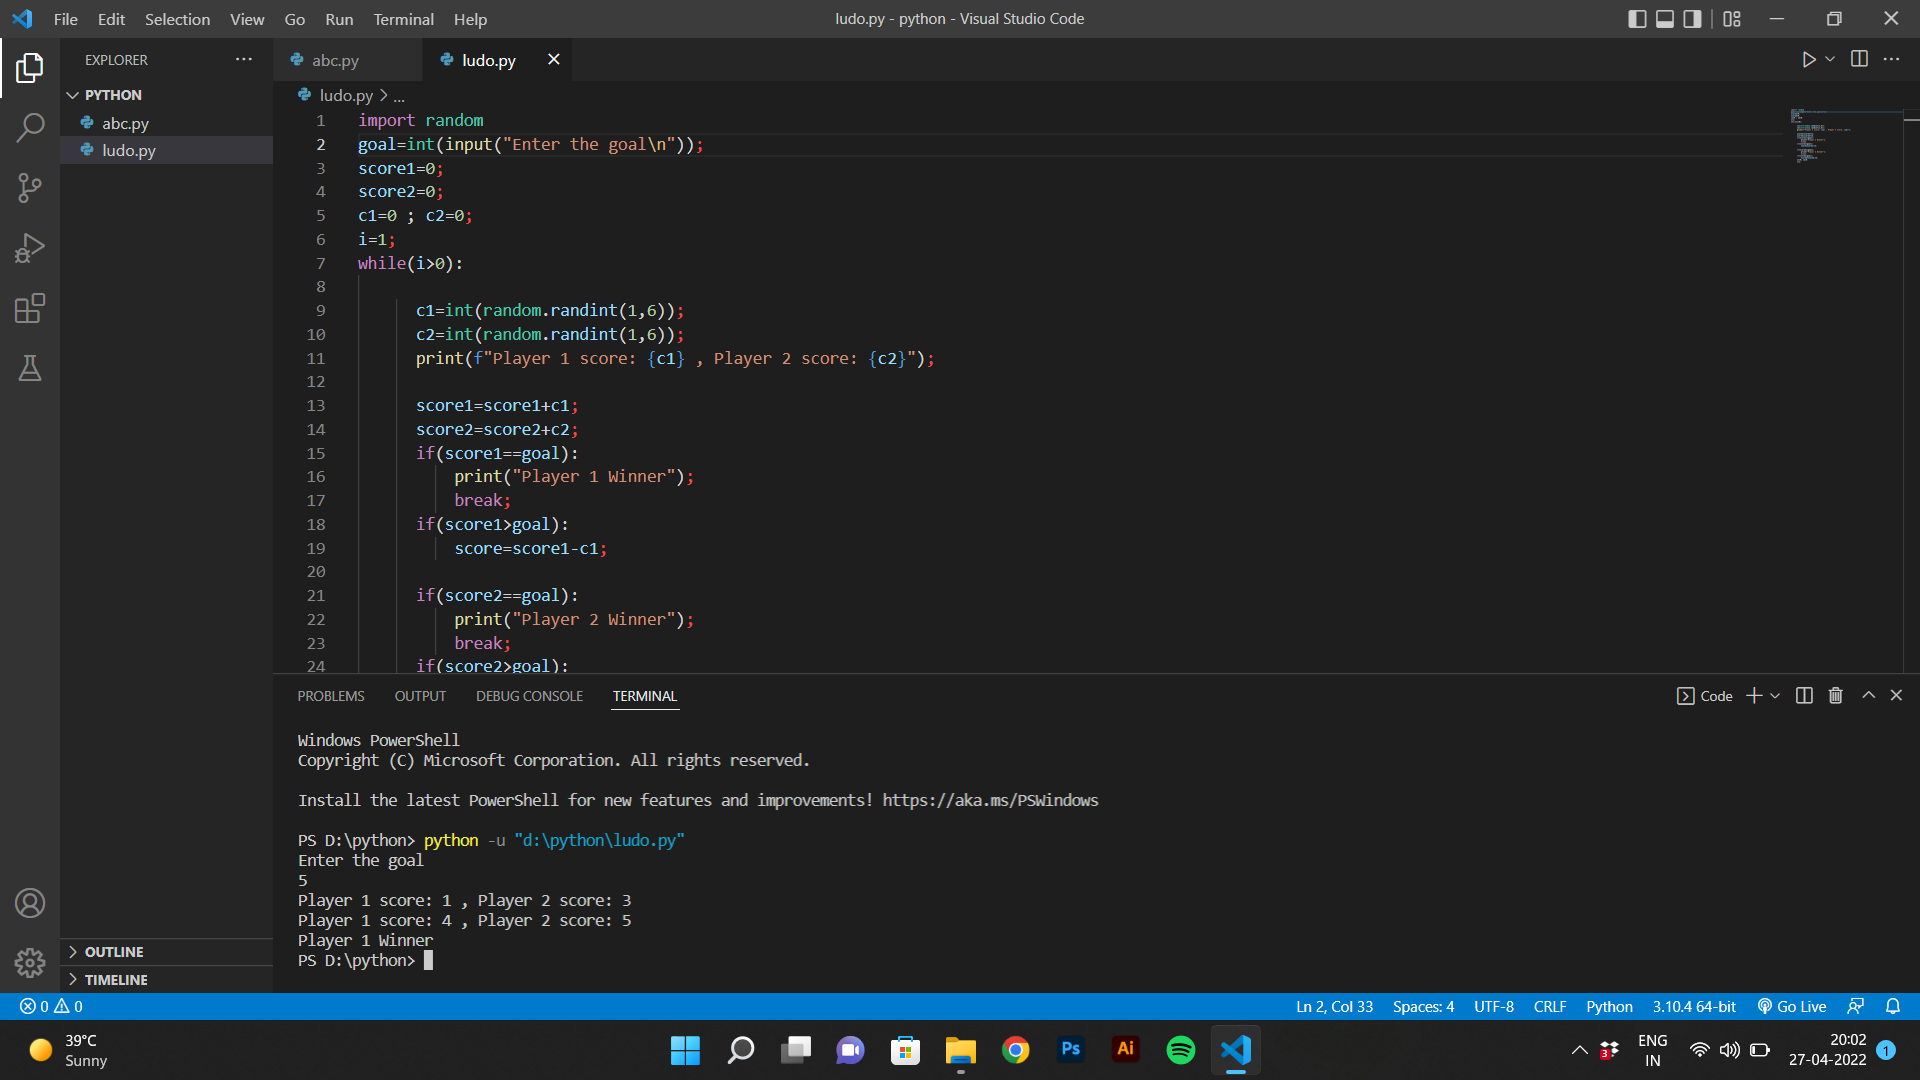 File Edit Selection View Go Run Terminal Help
ludo.py - python - Visual Studio Code
EXPLORER
PYTHON
abc.py
ludo.py
OUTLINE
TIMELINE
abc.py ludo.py
ludo.py > ...
1 import random
2 goal=int(input("Enter the goal\n"));
3 score1=0;
4 score2=0;
5 c1=0 ; c2=0;
6 i=1;
7 while(i>0):
8
9 c1=int(random.randint(1,6));
10 c2=int(random.randint(1,6));
11 print(f"Player 1 score: {c1} , Player 2 score: {c2}");
12
13 score1=score1+c1;
14 score2=score2+c2;
15 if(score1==goal):
16 print("Player 1 Winner");
17 break;
18 if(score1>goal):
19 score=score1-c1;
20
21 if(score2==goal):
22 print("Player 2 Winner");
23 break;
24 if(score2>goal):
PROBLEMS OUTPUT DEBUG CONSOLE TERMINAL
Code
Windows PowerShell
Copyright (C) Microsoft Corporation. All rights reserved.
Install the latest PowerShell for new features and improvements! https://aka.ms/PSWindows
PS D:\python> python -u "d:\python\ludo.py"
Enter the goal
5
Player 1 score: 1 , Player 2 score: 3
Player 1 score: 4 , Player 2 score: 5
Player 1 Winner
PS D:\python>
0 0
Ln 2, Col 33 Spaces: 4 UTF-8 CRLF Python 3.10.4 64-bit Go Live
39°C
Sunny
Ps
Ai
3
ENG
IN
20:02
27-04-2022
1